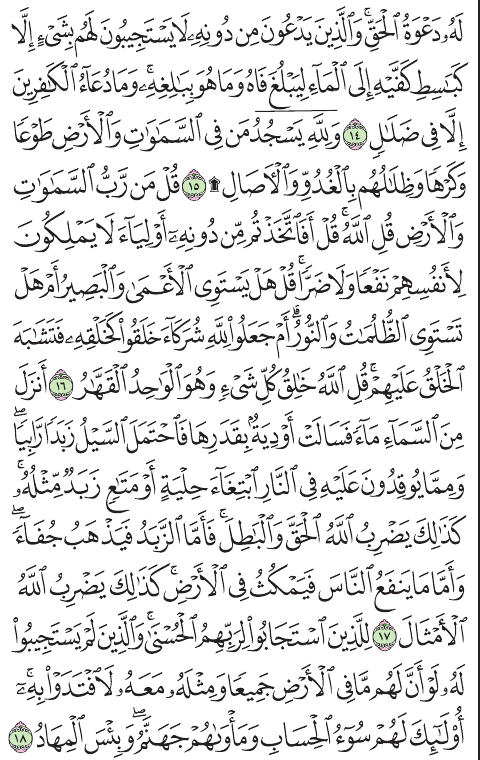 لَهُۥ دَعْوَةُ ٱلْحَقِّ ۖ وَٱلَّذِينَ يَدْعُونَ مِن دُونِهِۦ لَا يَسْتَجِيبُونَ لَهُم بِشَىْءٍ إِلَّا
كَبَٰسِطِ كَفَّيْهِ إِلَى ٱلْمَآءِ لِيَبْلُغَ فَاهُ وَمَا هُوَ بِبَٰلِغِهِۦ ۚ وَمَا دُعَآءُ ٱلْكَٰفِرِينَ
إِلَّا فِى ضَلَٰلٍ ١٤ وَلِلَّهِ يَسْجُدُ مَن فِى ٱلسَّمَٰوَٰتِ وَٱلْأَرْضِ طَوْعًا
وَكَرْهًا وَظِلَٰلُهُم بِٱلْغُدُوِّ وَٱلْءَاصَالِ ۩ ١٥ قُلْ مَن رَّبُّ ٱلسَّمَٰوَٰتِ
وَٱلْأَرْضِ قُلِ ٱللَّهُ ۚ قُلْ أَفَٱتَّخَذْتُم مِّن دُونِهِۦٓ أَوْلِيَآءَ لَا يَمْلِكُونَ
لِأَنفُسِهِمْ نَفْعًا وَلَا ضَرًّا ۚ قُلْ هَلْ يَسْتَوِى ٱلْأَعْمَىٰ وَٱلْبَصِيرُ أَمْ هَلْ
تَسْتَوِى ٱلظُّلُمَٰتُ وَٱلنُّورُ ۗ أَمْ جَعَلُوا۟ لِلَّهِ شُرَكَآءَ خَلَقُوا۟ كَخَلْقِهِۦ فَتَشَٰبَهَ
ٱلْخَلْقُ عَلَيْهِمْ ۚ قُلِ ٱللَّهُ خَٰلِقُ كُلِّ شَىْءٍ وَهُوَ ٱلْوَٰحِدُ ٱلْقَهَّٰرُ ١٦ أَنزَلَ
مِنَ ٱلسَّمَآءِ مَآءً فَسَالَتْ أَوْدِيَةٌۢ بِقَدَرِهَا فَٱحْتَمَلَ ٱلسَّيْلُ زَبَدًا رَّابِيًا ۖ
وَمِمَّا يُوقِدُونَ عَلَيْهِ فِى ٱلنَّارِ ٱبْتِغَآءَ حِلْيَةٍ أَوْ مَتَٰعٍ زَبَدٌ مِّثْلُهُۥ ۚ
كَذَٰلِكَ يَضْرِبُ ٱللَّهُ ٱلْحَقَّ وَٱلْبَٰطِلَ ۚ فَأَمَّا ٱلزَّبَدُ فَيَذْهَبُ جُفَآءً ۖ
وَأَمَّا مَا يَنفَعُ ٱلنَّاسَ فَيَمْكُثُ فِى ٱلْأَرْضِ ۚ كَذَٰلِكَ يَضْرِبُ ٱللَّهُ
ٱلْأَمْثَالَ ١٧ لِلَّذِينَ ٱسْتَجَابُوا۟ لِرَبِّهِمُ ٱلْحُسْنَىٰ ۚ وَٱلَّذِينَ لَمْ يَسْتَجِيبُوا۟
لَهُۥ لَوْ أَنَّ لَهُم مَّا فِى ٱلْأَرْضِ جَمِيعًا وَمِثْلَهُۥ مَعَهُۥ لَٱفْتَدَوْا۟ بِهِۦٓ ۚ
أُو۟لَٰٓئِكَ لَهُمْ سُوٓءُ ٱلْحِسَابِ وَمَأْوَىٰهُمْ جَهَنَّمُ ۖ وَبِئْسَ ٱلْمِهَادُ ١٨